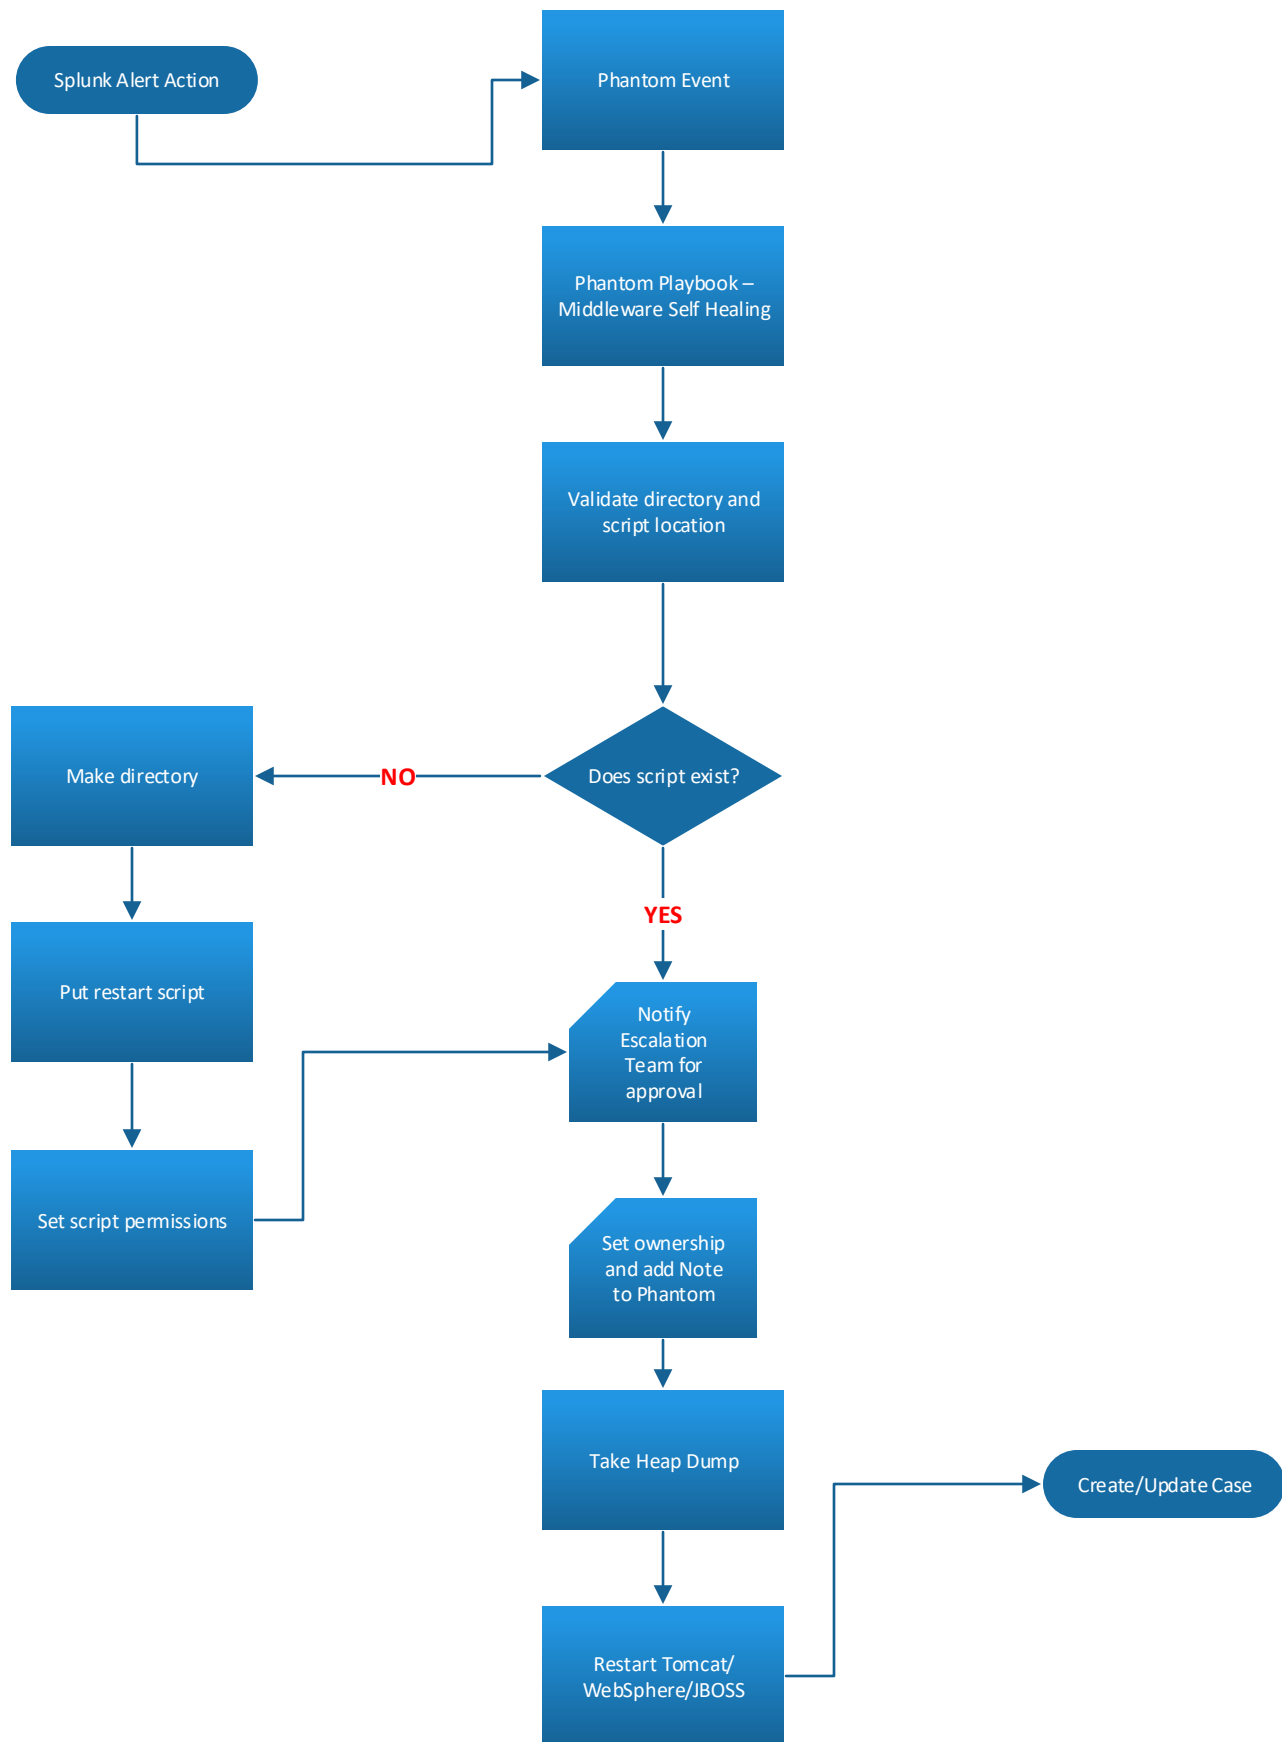 Splunk Alert Action
Phantom Event
Phantom Playbook –
Middleware Self Healing
Validate directory and
script location
Does script exist?
NO
Make directory
YES
Put restart script
Notify
Escalation
Team for
approval
Set script permissions
Set ownership
and add Note
to Phantom
Take Heap Dump
Create/Update Case
Restart Tomcat/
WebSphere/JBOSS